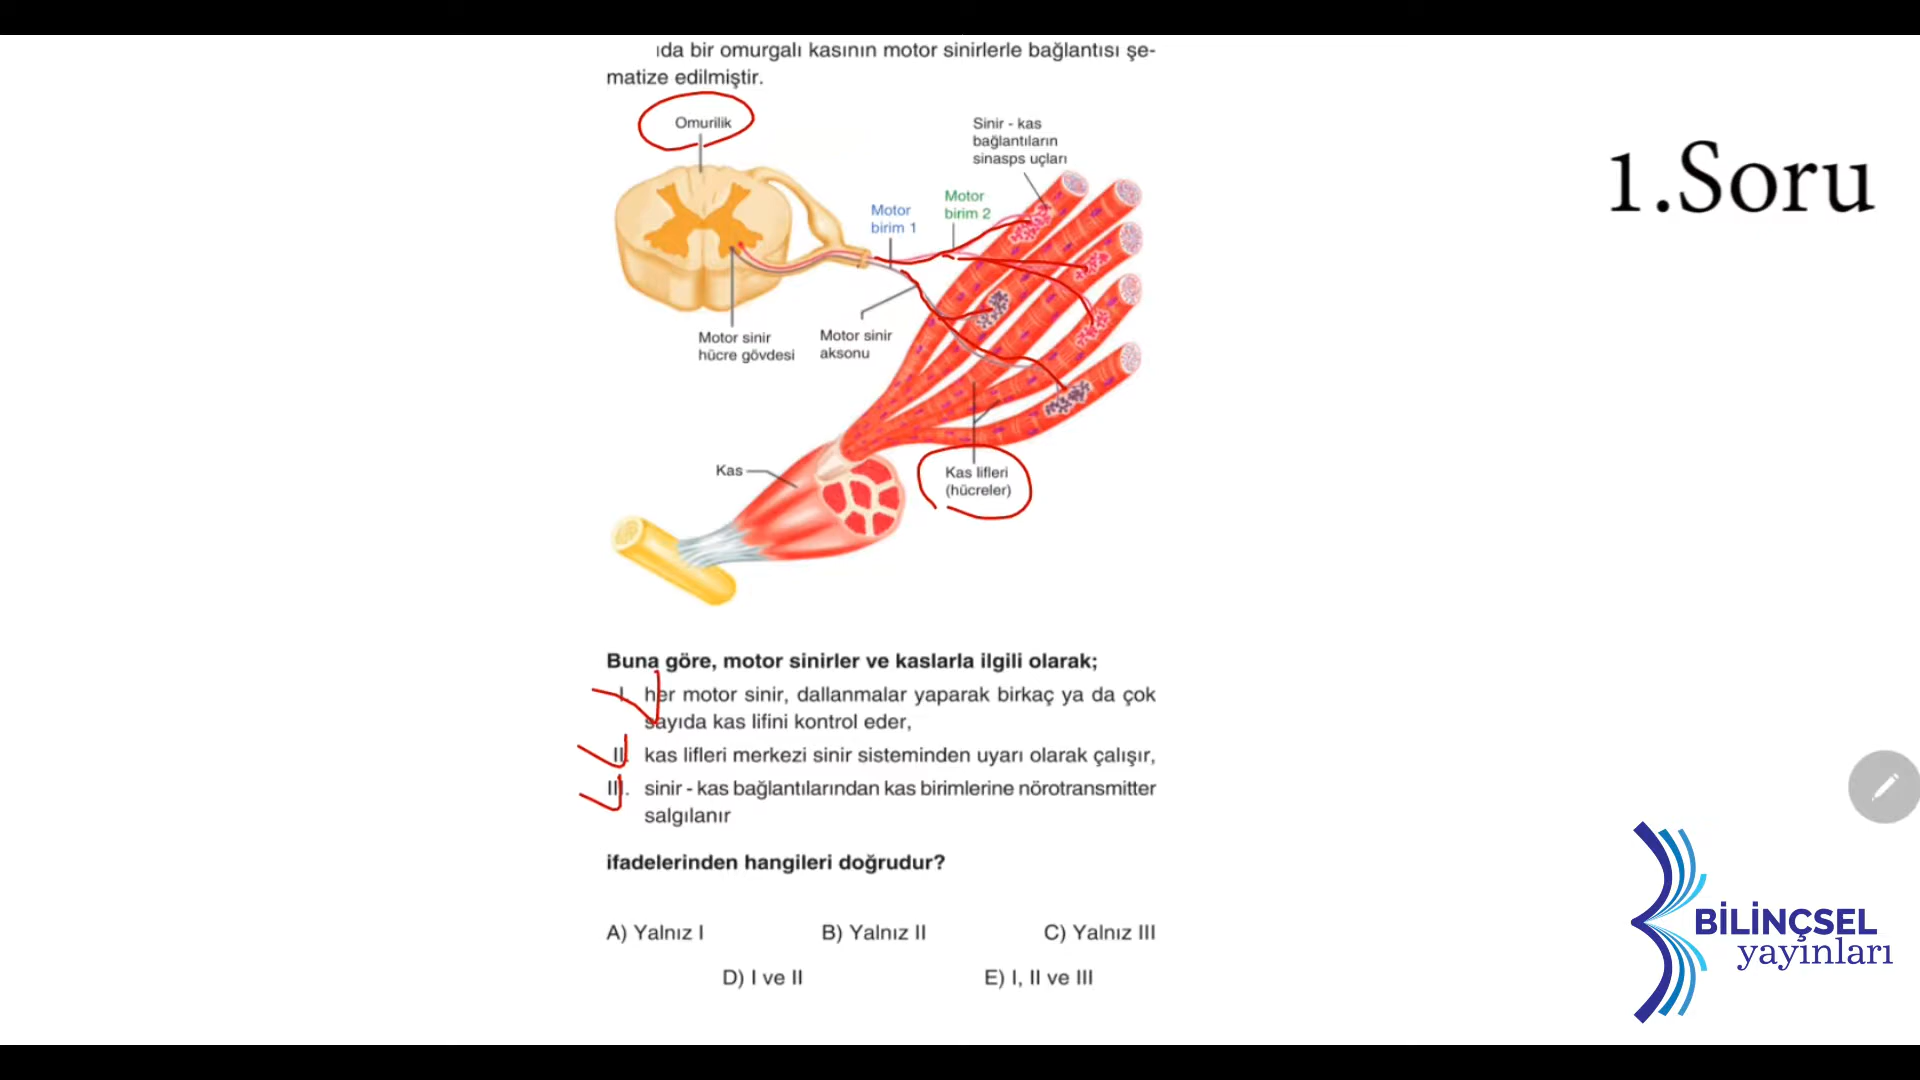 ıda bir omurgalı kasının motor sinirlerle bağlantısı şe-
matize edilmiştir.
Omurilik
Sinir - kas
bağlantıların
sinasps uçları
Motor
birim 1
Motor
birim 2
Motor sinir
hücre gövdesi
Motor sinir
aksonu
Kas
Kas lifleri
(hücreler)
1.Soru
Buna göre, motor sinirler ve kaslarla ilgili olarak;
I. her motor sinir, dallanmalar yaparak birkaç ya da çok
sayıda kas lifini kontrol eder,
II. kas lifleri merkezi sinir sisteminden uyarı olarak çalışır,
III. sinir - kas bağlantılarından kas birimlerine nörotransmitter
salgılanır
ifadelerinden hangileri doğrudur?
A) Yalnız I B) Yalnız II C) Yalnız III
D) I ve II E) I, II ve III
BİLİNÇSEL
yayınları